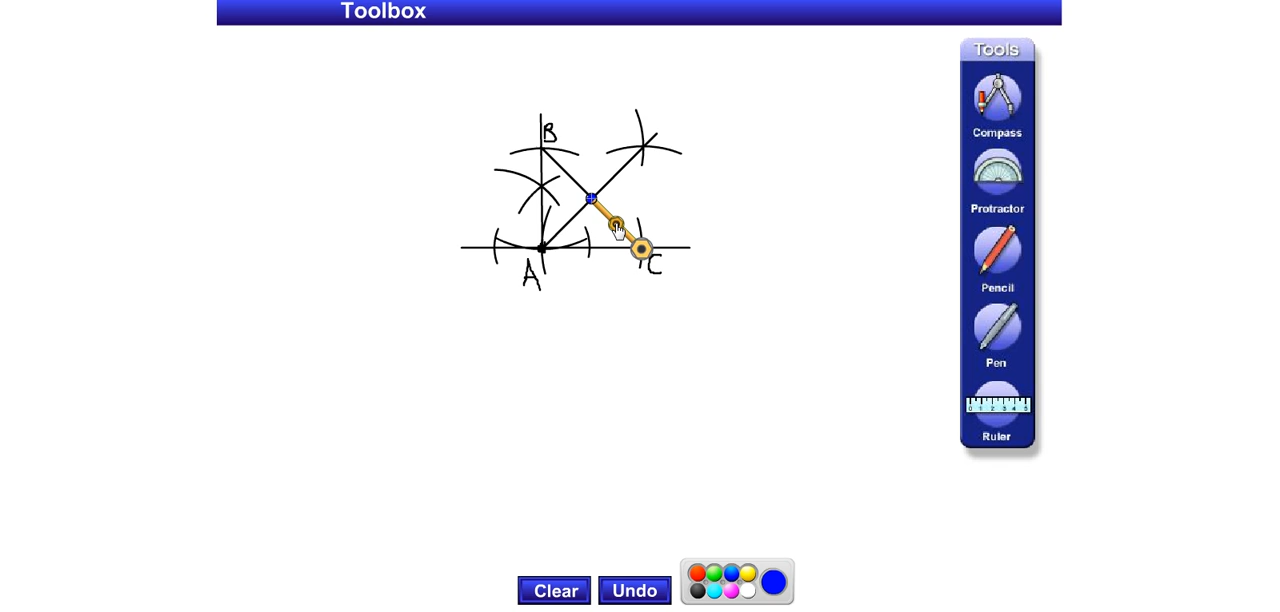 Toolbox
Tools
Compass
Protractor
Pencil
Pen
0 1 2 3 4 5
Ruler
B
A
C
Clear
Undo